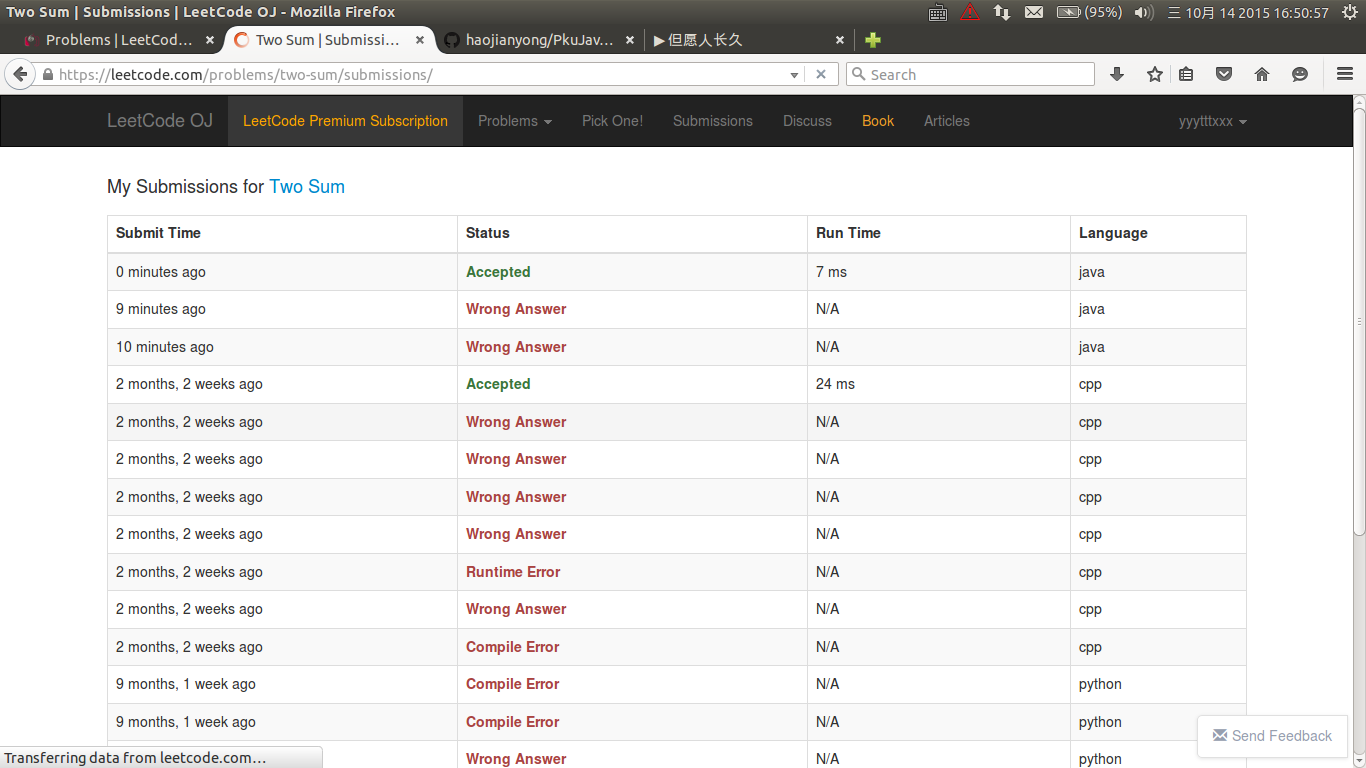 Two Sum | Submissions | LeetCode OJ - Mozilla Firefox (95%) 三 10月 14 2015 16:50:57
Problems | LeetCod... Two Sum | Submissi... haojianyong/PkuJav... ▶但愿人长久
https://leetcode.com/problems/two-sum/submissions/ Search
LeetCode OJ LeetCode Premium Subscription Problems Pick One! Submissions Discuss Book Articles yyytttxxx
My Submissions for Two Sum
Submit Time Status Run Time Language
0 minutes ago Accepted 7 ms java
9 minutes ago Wrong Answer N/A java
10 minutes ago Wrong Answer N/A java
2 months, 2 weeks ago Accepted 24 ms cpp
2 months, 2 weeks ago Wrong Answer N/A cpp
2 months, 2 weeks ago Wrong Answer N/A cpp
2 months, 2 weeks ago Wrong Answer N/A cpp
2 months, 2 weeks ago Wrong Answer N/A cpp
2 months, 2 weeks ago Runtime Error N/A cpp
2 months, 2 weeks ago Wrong Answer N/A cpp
2 months, 2 weeks ago Compile Error N/A cpp
9 months, 1 week ago Compile Error N/A python
9 months, 1 week ago Compile Error N/A python
Send Feedback
Wrong Answer N/A python
Transferring data from leetcode.com...